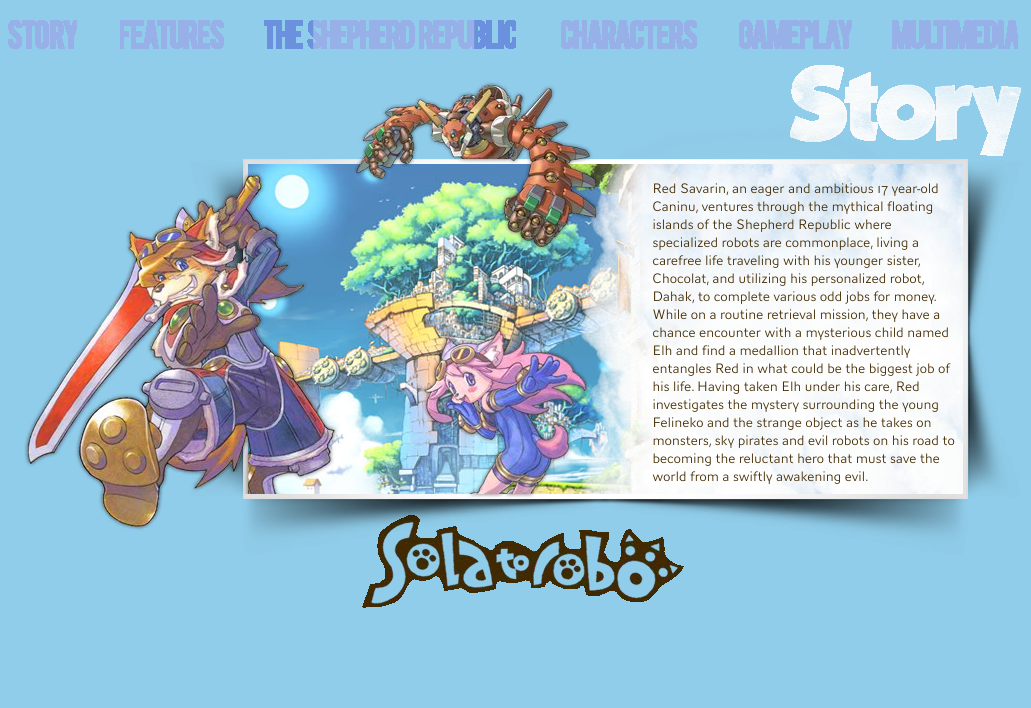 STORY FEATURES THE SHEPHERD REPUBLIC CHARACTERS GAMEPLAY MULTIMEDIA
Story
Red Savarin, an eager and ambitious 17 year-old
Caninu, ventures through the mythical floating
islands of the Shepherd Republic where
specialized robots are commonplace, living a
carefree life traveling with his younger sister,
Chocolat, and utilizing his personalized robot,
Dahak, to complete various odd jobs for money.
While on a routine retrieval mission, they have a
chance encounter with a mysterious child named
Elh and find a medallion that inadvertently
entangles Red in what could be the biggest job of
his life. Having taken Elh under his care, Red
investigates the mystery surrounding the young
Felineko and the strange object as he takes on
monsters, sky pirates and evil robots on his road to
becoming the reluctant hero that must save the
world from a swiftly awakening evil.
Solatorobo